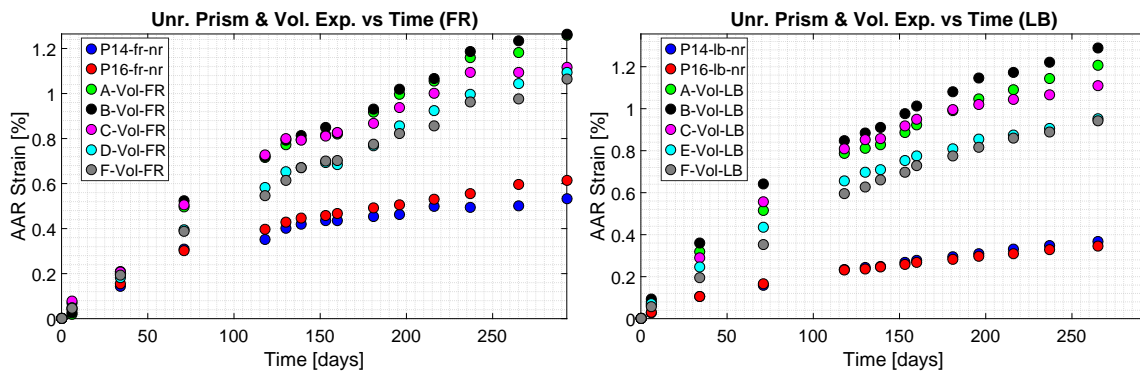 Unr. Prism & Vol. Exp. vs Time (FR)
1.2
1
0.8
0.6
0.4
0.2
0
AAR Strain [%]
P14-fr-nr
P16-fr-nr
A-Vol-FR
B-Vol-FR
C-Vol-FR
D-Vol-FR
F-Vol-FR
0 50 100 150 200 250
Time [days]
Unr. Prism & Vol. Exp. vs Time (LB)
1.2
1
0.8
0.6
0.4
0.2
0
AAR Strain [%]
P14-lb-nr
P16-lb-nr
A-Vol-LB
B-Vol-LB
C-Vol-LB
E-Vol-LB
F-Vol-LB
0 50 100 150 200 250
Time [days]